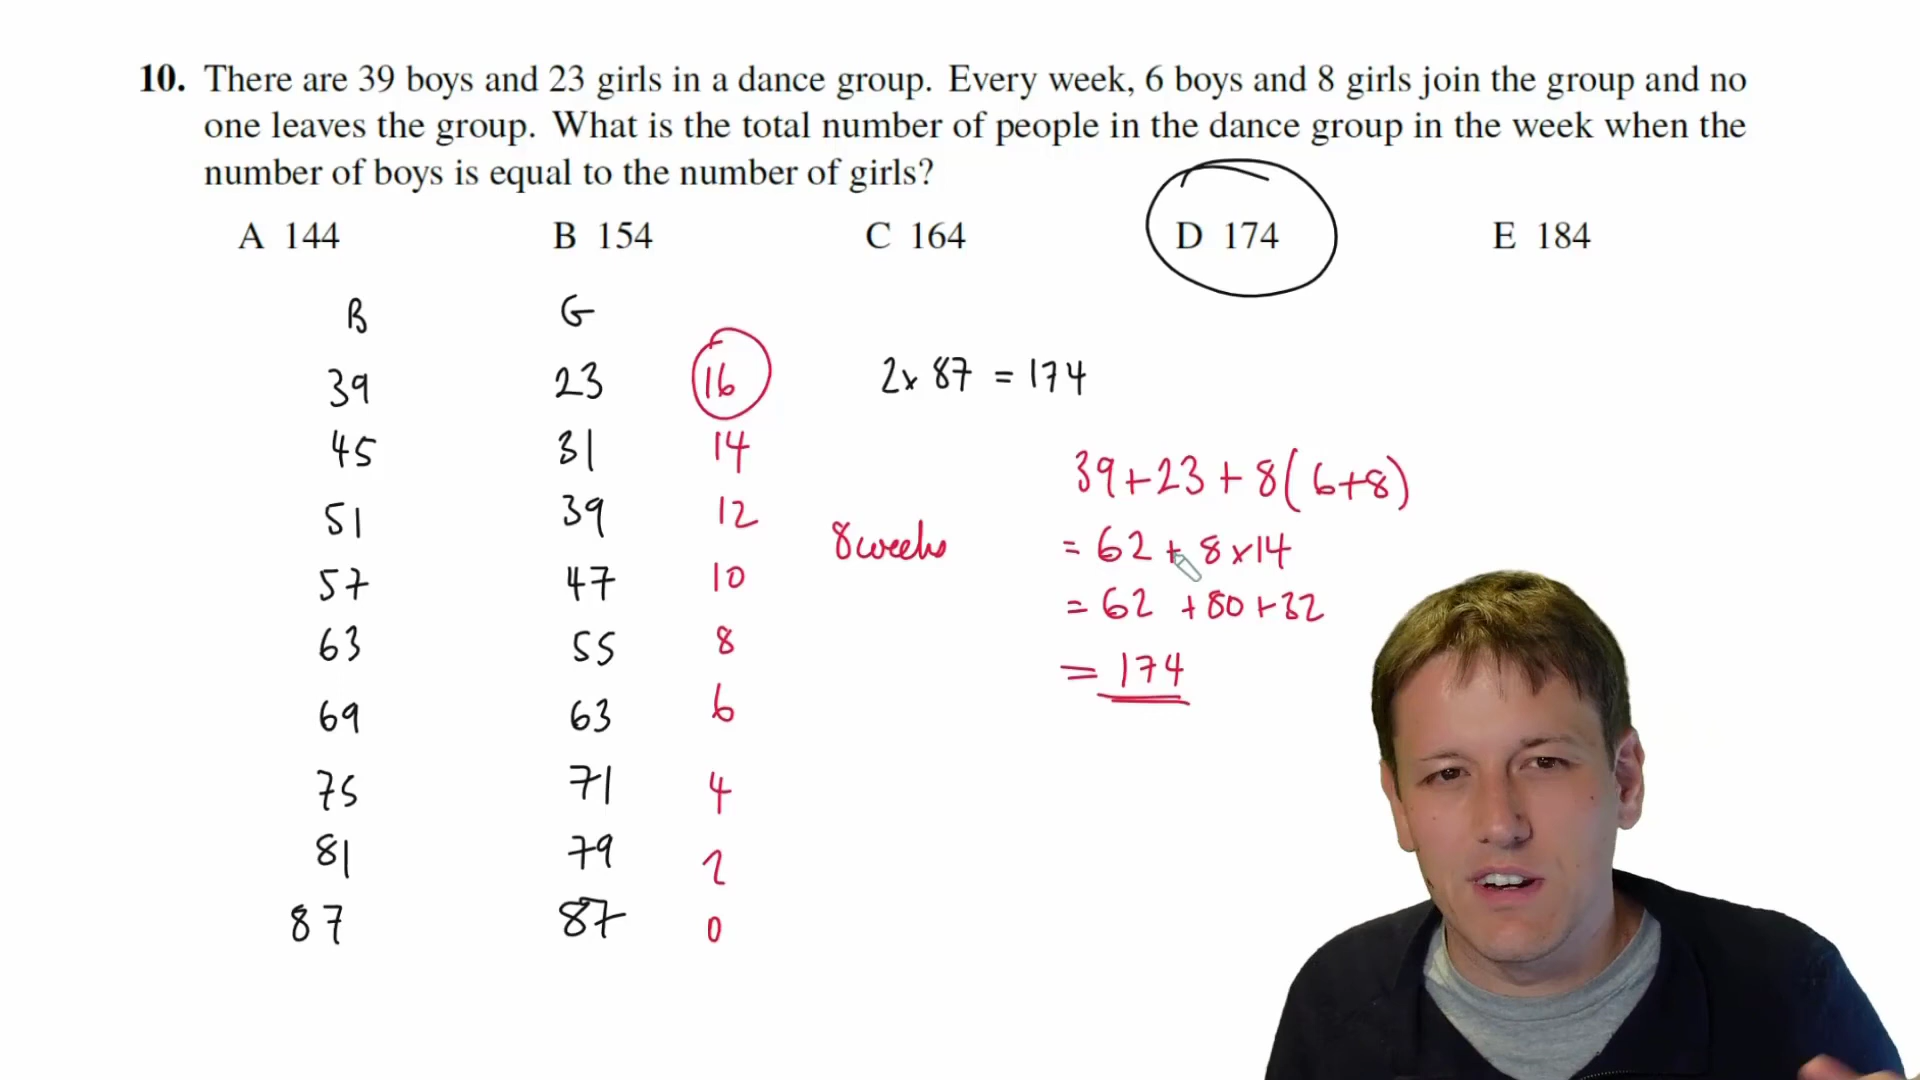 10. There are 39 boys and 23 girls in a dance group. Every week, 6 boys and 8 girls join the group and no
one leaves the group. What is the total number of people in the dance group in the week when the
number of boys is equal to the number of girls?
A 144 B 154 C 164 D 174 E 184
B G
39 23 16
45 31 14
51 39 12
57 47 10
63 55 8
69 63 6
75 71 4
81 79 2
87 87 0
2x 87 = 174
8 weeks
39+23 + 8(6+8)
= 62 + 8x14
= 62 +80+32
= 174